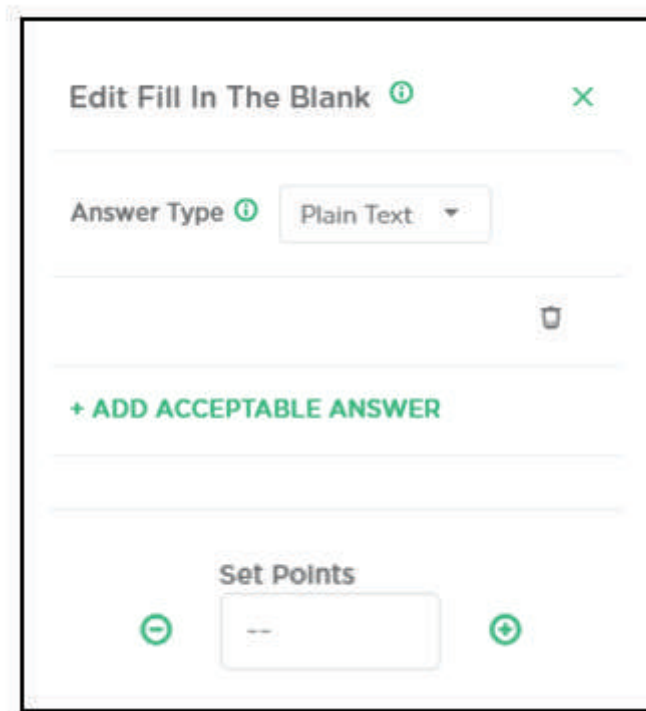 Edit Fill In The Blank
Answer Type Plain Text
+ ADD ACCEPTABLE ANSWER
Set Points
--